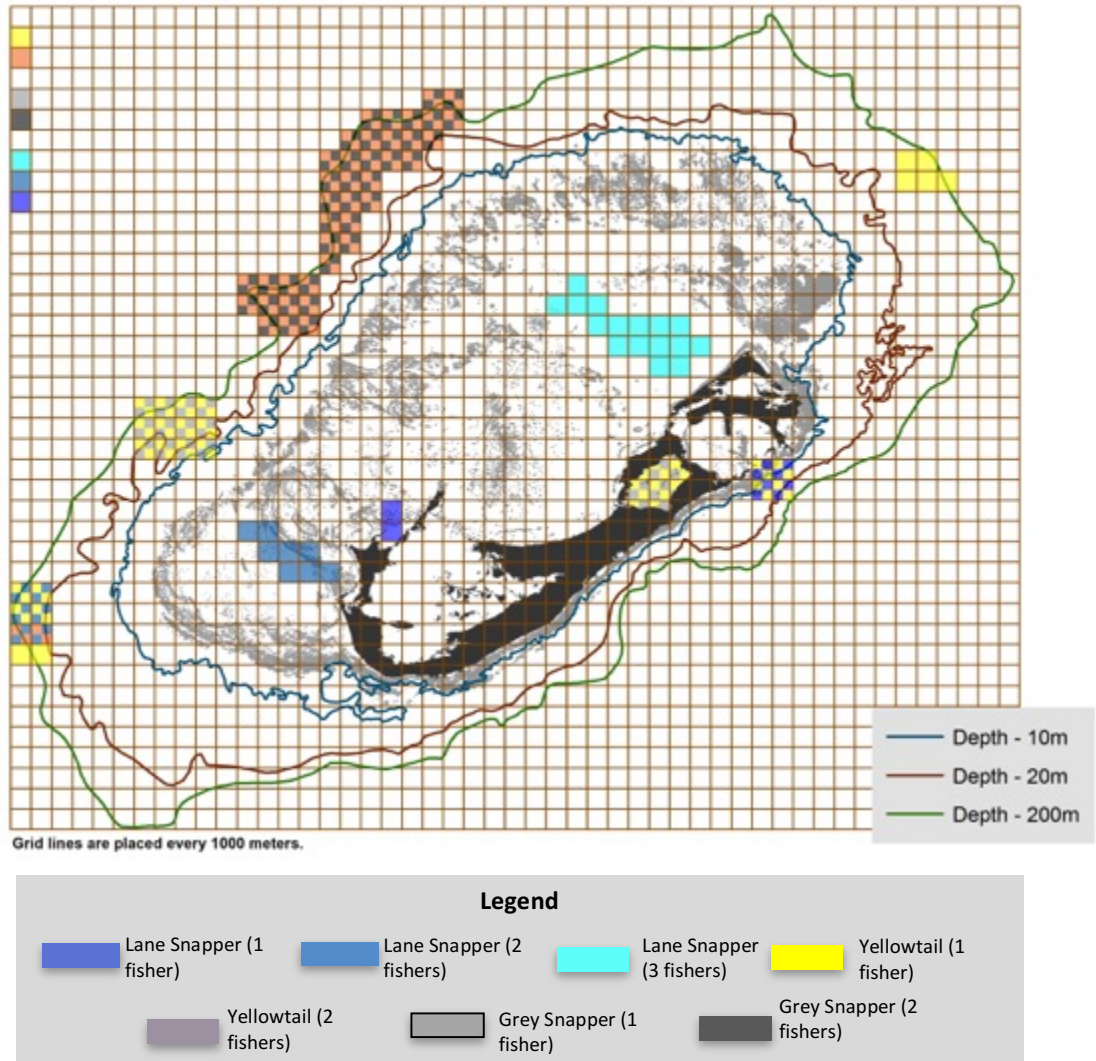 Depth - 10m
Depth - 20m
Depth - 200m
Grid lines are placed every 1000 meters.
Legend
Lane Snapper (1
fisher)
Lane Snapper (2
fishers)
Lane Snapper
(3 fishers)
Yellowtail (1
fisher)
Yellowtail (2
fishers)
Grey Snapper (1
fisher)
Grey Snapper (2
fishers)